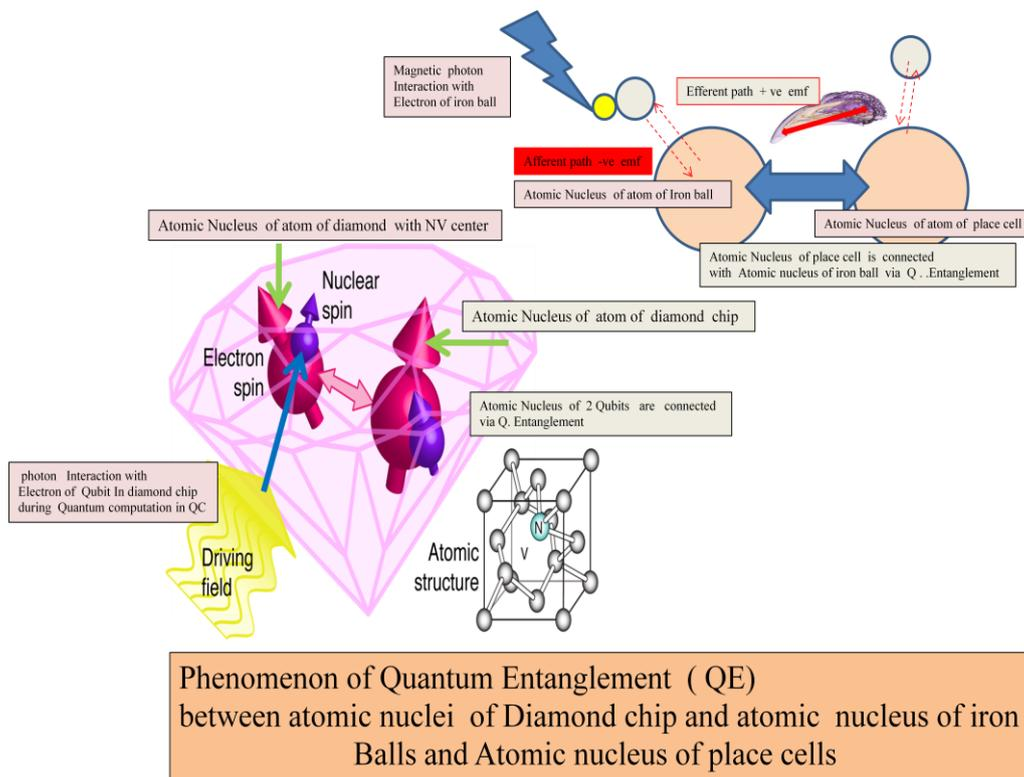 Magnetic photon
Interaction with
Electron of iron ball
Efferent path + ve emf
Afferent path -ve emf
Atomic Nucleus of atom of Iron ball
Atomic Nucleus of atom of place cell
Atomic Nucleus of place cell is connected
with Atomic nucleus of iron ball via Q . .Entanglement
Atomic Nucleus of atom of diamond with NV center
Nuclear
spin
Electron
spin
Atomic Nucleus of atom of diamond chip
Atomic Nucleus of 2 Qubits are connected
via Q. Entanglement
photon Interaction with
Electron of Qubit In diamond chip
during Quantum computation in QC
Driving
field
Atomic
structure
N
V
Phenomenon of Quantum Entanglement ( QE)
between atomic nuclei of Diamond chip and atomic nucleus of iron
Balls and Atomic nucleus of place cells